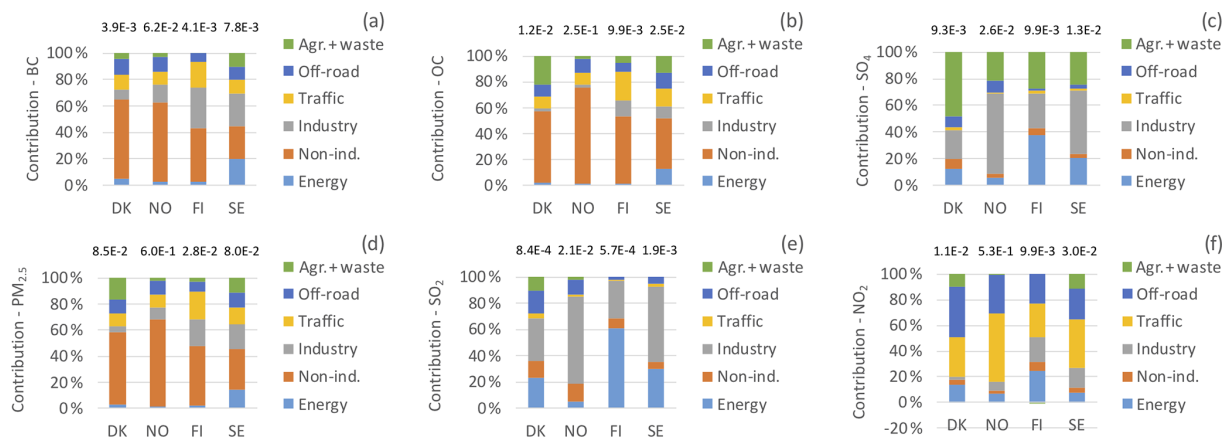 (a)
3.9E-3 6.2E-2 4.1E-3 7.8E-3
Contribution - BC
100 %
80 %
60 %
40 %
20 %
0 %
DK NO FI SE
Agr. + waste
Off-road
Traffic
Industry
Non-ind.
Energy
(b)
1.2E-2 2.5E-1 9.9E-3 2.5E-2
Contribution - OC
100 %
80 %
60 %
40 %
20 %
0 %
DK NO FI SE
Agr. + waste
Off-road
Traffic
Industry
Non-ind.
Energy
(c)
9.3E-3 2.6E-2 9.9E-3 1.3E-2
Contribution - SO4
100 %
80 %
60 %
40 %
20 %
0 %
DK NO FI SE
Agr. + waste
Off-road
Traffic
Industry
Non-ind.
Energy
(d)
8.5E-2 6.0E-1 2.8E-2 8.0E-2
Contribution - PM2.5
100 %
80 %
60 %
40 %
20 %
0 %
DK NO FI SE
Agr. + waste
Off-road
Traffic
Industry
Non-ind.
Energy
(e)
8.4E-4 2.1E-2 5.7E-4 1.9E-3
Contribution - SO2
100 %
80 %
60 %
40 %
20 %
0 %
DK NO FI SE
Agr. + waste
Off-road
Traffic
Industry
Non-ind.
Energy
(f)
1.1E-2 5.3E-1 9.9E-3 3.0E-2
Contribution - NO2
100 %
80 %
60 %
40 %
20 %
0 %
-20 %
DK NO FI SE
Agr. + waste
Off-road
Traffic
Industry
Non-ind.
Energy